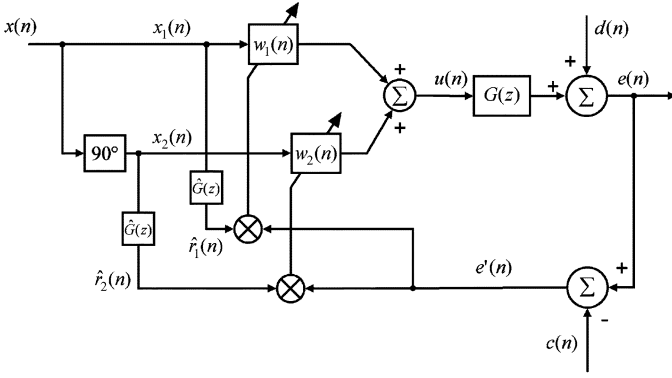 x(n)
x₁(n)
w₁(n)
d(n)
+
+
u(n)
G(z)
+
Σ
e(n)
Σ
+
90°
x₂(n)
w₂(n)
Ĝ(z)
Ĝ(z)
r̂₁(n)
r̂₂(n)
e'(n)
+
Σ
-
c(n)